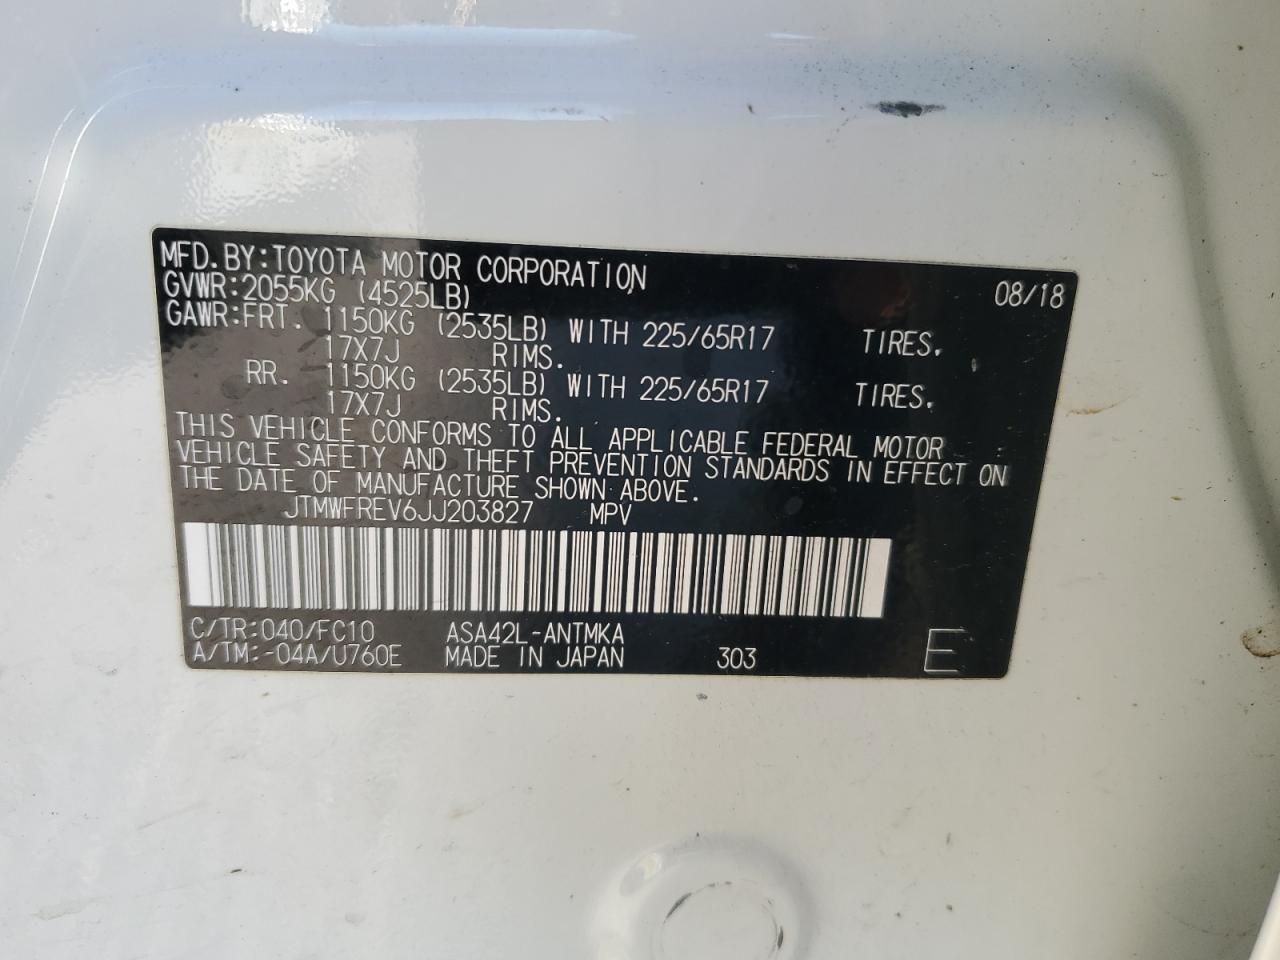 MFD.BY:TOYOTA MOTOR CORPORATION 08/18
GVWR:2055KG (4525LB)
GAWR:FRT. 1150KG (2535LB) WITH 225/65R17 TIRES.
17X7J RIMS.
RR. 1150KG (2535LB) WITH 225/65R17 TIRES.
17X7J RIMS.
THIS VEHICLE CONFORMS TO ALL APPLICABLE FEDERAL MOTOR
VEHICLE SAFETY AND THEFT PREVENTION STANDARDS IN EFFECT ON
THE DATE OF MANUFACTURE SHOWN ABOVE.
JTMWFREV6JJ203827 MPV
C/TR:040/FC10 ASA42L-ANTMKA
A/TM:-04A/U760E MADE IN JAPAN 303 E